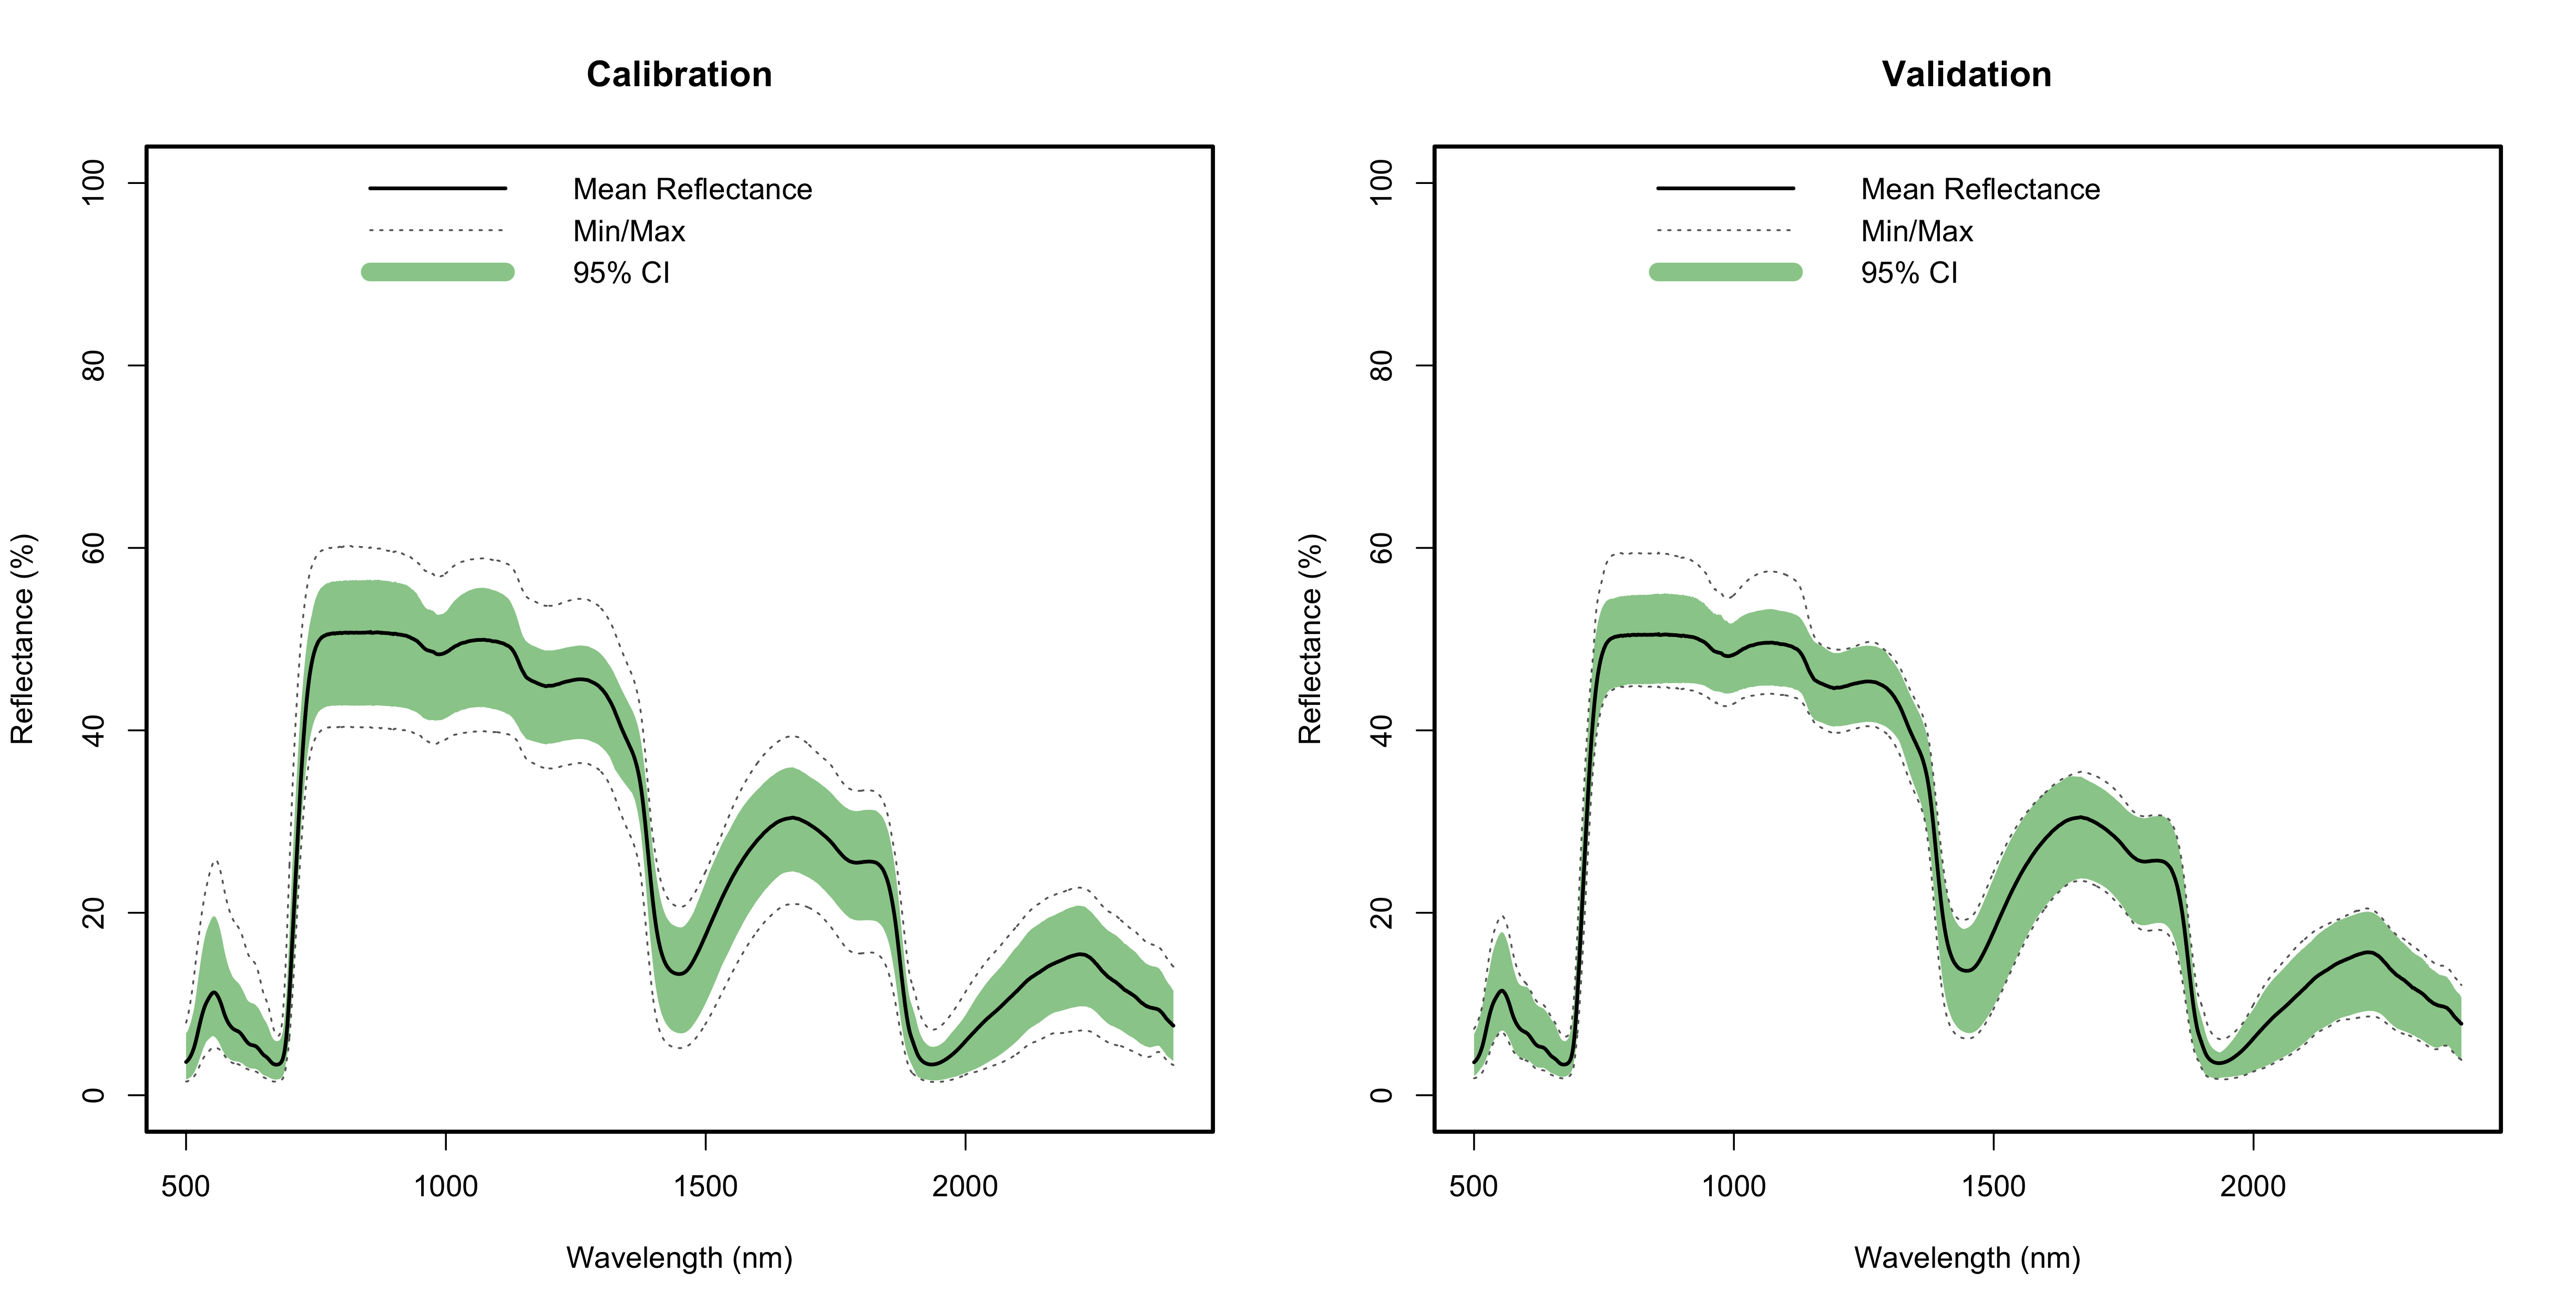 Calibration
Mean Reflectance
Min/Max
95% CI
Reflectance (%)
0
20
40
60
80
100
500
1000
1500
2000
Wavelength (nm)
Validation
Mean Reflectance
Min/Max
95% CI
Reflectance (%)
0
20
40
60
80
100
500
1000
1500
2000
Wavelength (nm)